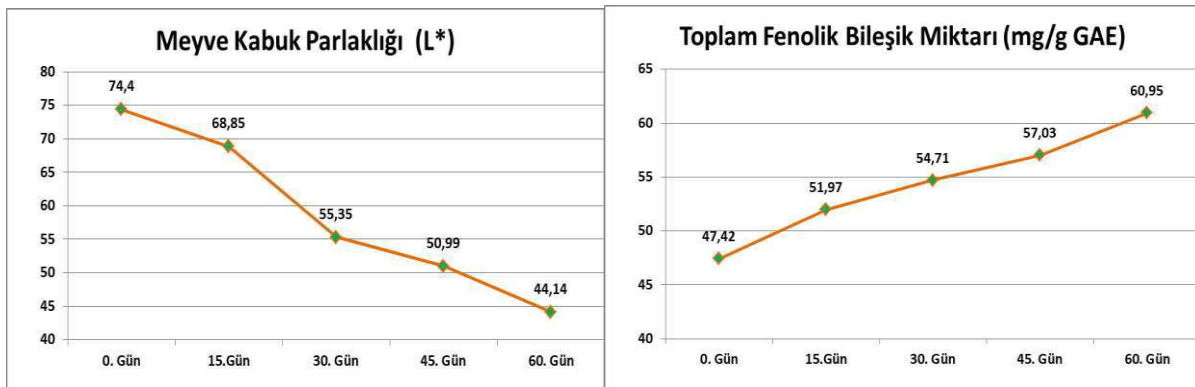 Meyve Kabuk Parlaklığı (L*)
80
75
70
65
60
55
50
45
40
74,4
68,85
55,35
50,99
44,14
0. Gün
15.Gün
30. Gün
45. Gün
60. Gün
Toplam Fenolik Bileşik Miktarı (mg/g GAE)
65
60
55
50
45
40
47,42
51,97
54,71
57,03
60,95
0. Gün
15.Gün
30. Gün
45. Gün
60. Gün